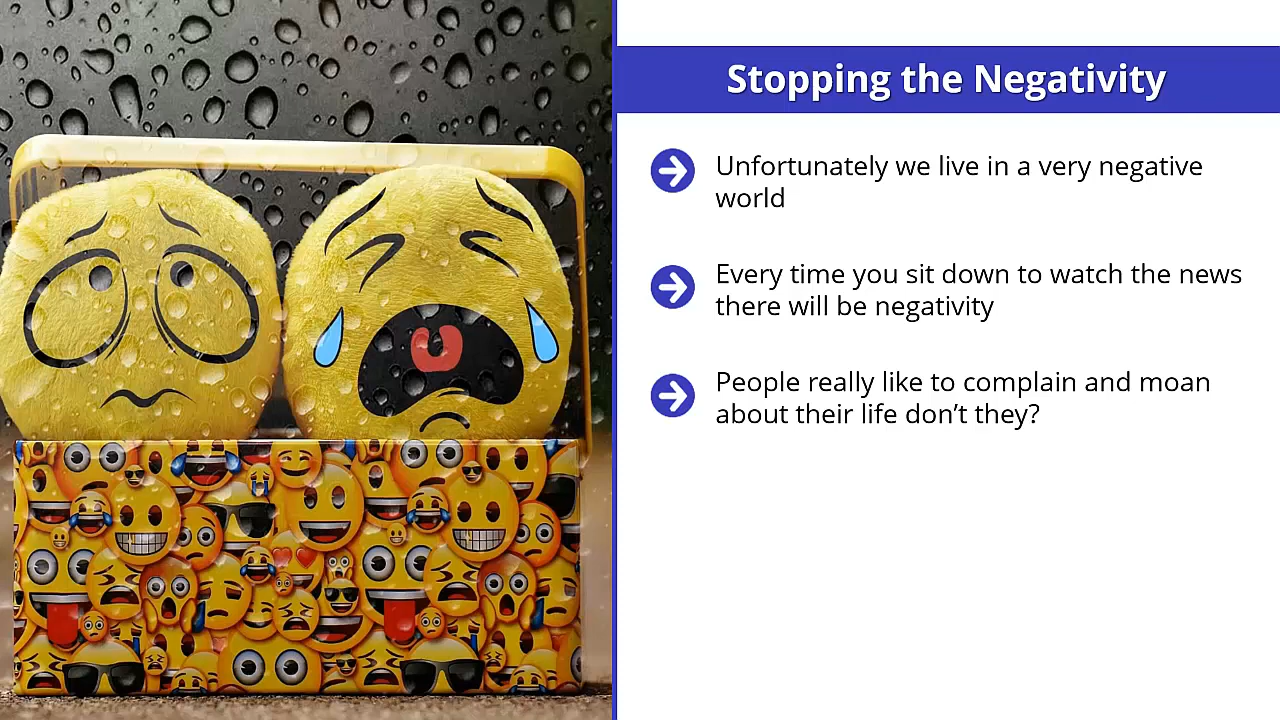 Stopping the Negativity
Unfortunately we live in a very negative
world
Every time you sit down to watch the news
there will be negativity
People really like to complain and moan
about their life don’t they?